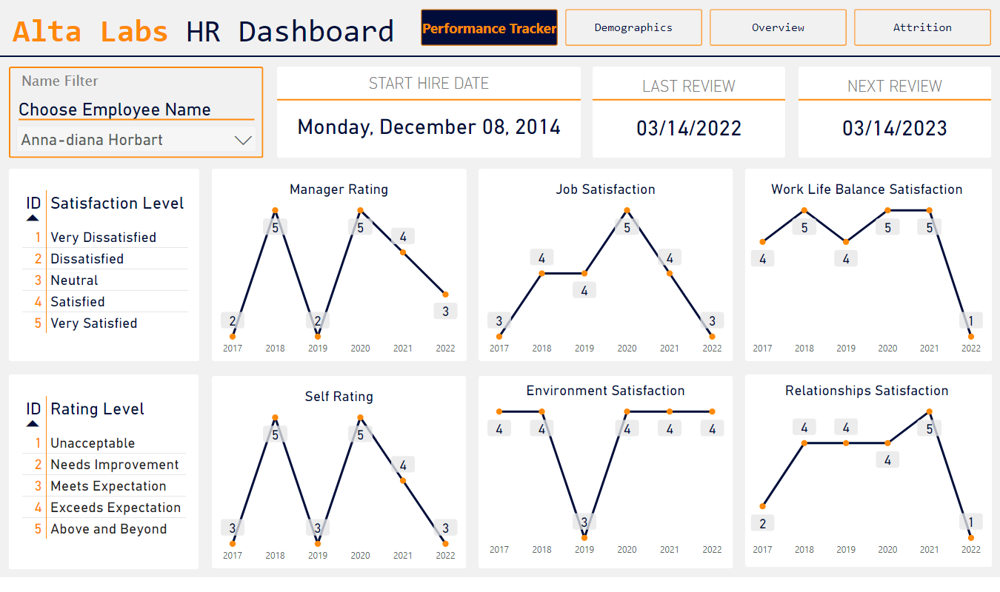 Alta Labs HR Dashboard
Performance Tracker
Demographics
Overview
Attrition
Name Filter
Choose Employee Name
Anna-diana Horbart
START HIRE DATE
Monday, December 08, 2014
LAST REVIEW
03/14/2022
NEXT REVIEW
03/14/2023
ID Satisfaction Level
1 Very Dissatisfied
2 Dissatisfied
3 Neutral
4 Satisfied
5 Very Satisfied
Manager Rating
2 5 2 5 4 3
2017 2018 2019 2020 2021 2022
Job Satisfaction
3 4 4 5 4 3
2017 2018 2019 2020 2021 2022
Work Life Balance Satisfaction
4 5 4 5 5 1
2017 2018 2019 2020 2021 2022
ID Rating Level
1 Unacceptable
2 Needs Improvement
3 Meets Expectation
4 Exceeds Expectation
5 Above and Beyond
Self Rating
3 5 3 5 4 3
2017 2018 2019 2020 2021 2022
Environment Satisfaction
4 4 3 4 4 4
2017 2018 2019 2020 2021 2022
Relationships Satisfaction
2 4 4 4 5 1
2017 2018 2019 2020 2021 2022